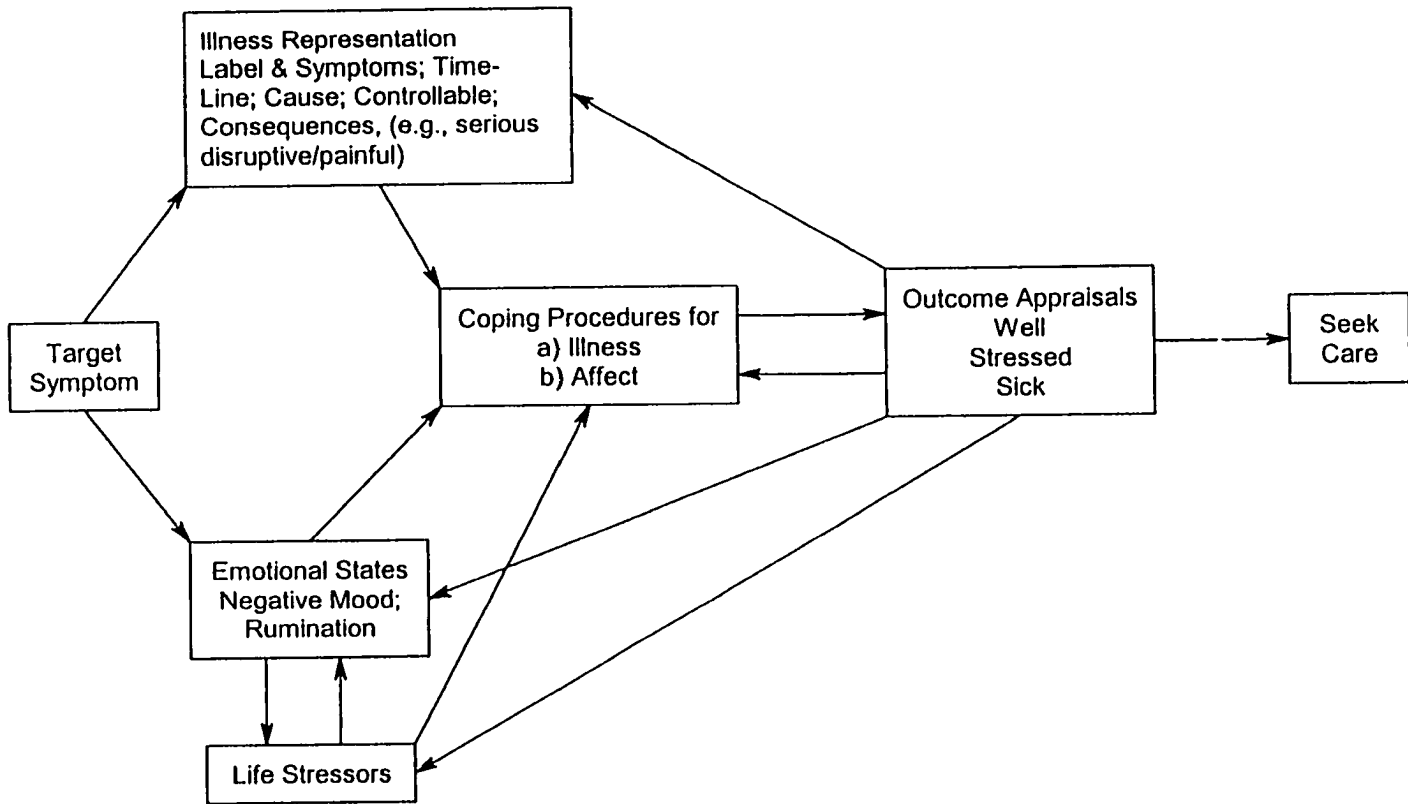 Illness Representation
Label & Symptoms; Time-
Line; Cause; Controllable;
Consequences, (e.g., serious
disruptive/painful)
Target
Symptom
Coping Procedures for
a) Illness
b) Affect
Outcome Appraisals
Well
Stressed
Sick
Seek
Care
Emotional States
Negative Mood;
Rumination
Life Stressors